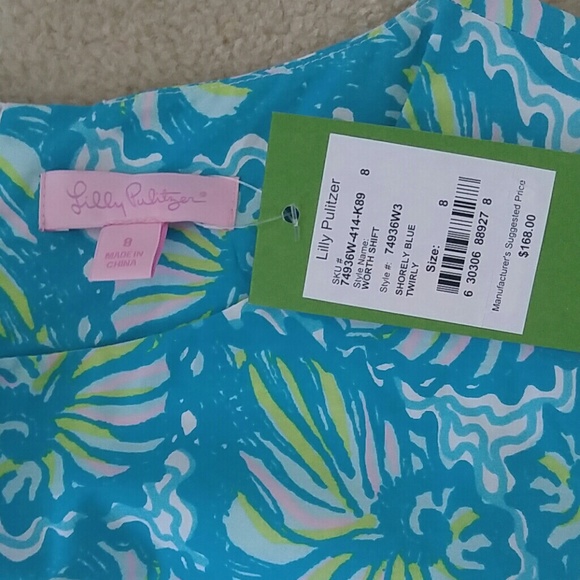 Lilly Pulitzer
8
MADE IN
CHINA
Lilly Pulitzer
SKU #
74936W-414-K89 8
Style Name:
WORTH SHIFT
Style #: 74936W3
SHORELY BLUE
TWIRLY
Size: 8
6 30306 88927 8
Manufacturer's Suggested Price
$168.00